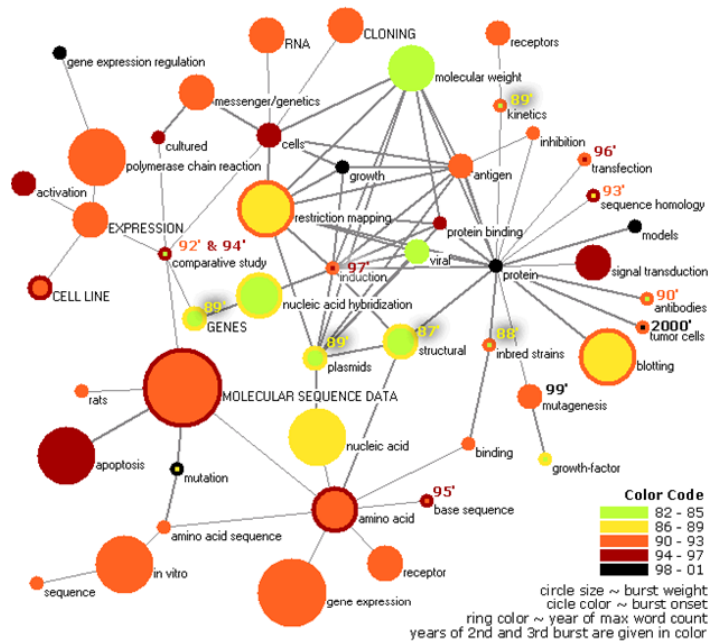 RNA
CLONING
receptors
gene expression regulation
molecular weight
messenger/genetics
89'
kinetics
inhibition
cultured
cells
polymerase chain reaction
growth
antigen
96'
transfection
activation
93'
sequence homology
EXPRESSION
restriction mapping
protein binding
models
92' & 94'
comparative study
viral
97'
induction
protein
signal transduction
CELL LINE
nucleic acid hybridization
90'
antibodies
89'
GENES
87'
structural
88'
inbred strains
2000'
tumor cells
89'
plasmids
blotting
rats
MOLECULAR SEQUENCE DATA
99'
mutagenesis
apoptosis
nucleic acid
binding
growth-factor
mutation
95'
base sequence
amino acid
amino acid sequence
in vitro
receptor
sequence
gene expression
Color Code
82 - 85
86 - 89
90 - 93
94 - 97
98 - 01
circle size ~ burst weight
cicle color ~ burst onset
ring color ~ year of max word count
years of 2nd and 3rd burst are given in color